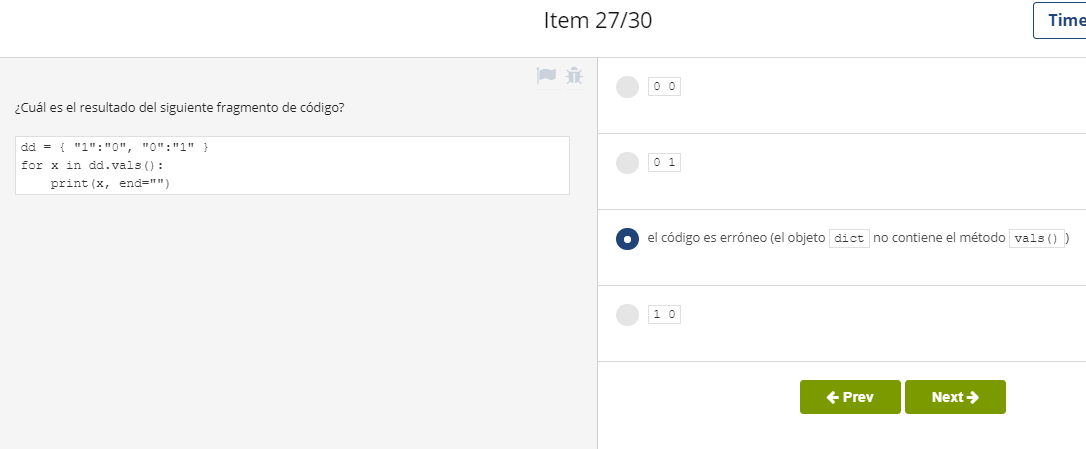 Item 27/30
Time
¿Cuál es el resultado del siguiente fragmento de código?
dd = { "1":"0", "0":"1" }
for x in dd.vals():
    print(x, end="")
0 0
0 1
el código es erróneo (el objeto dict no contiene el método vals() )
1 0
Prev
Next